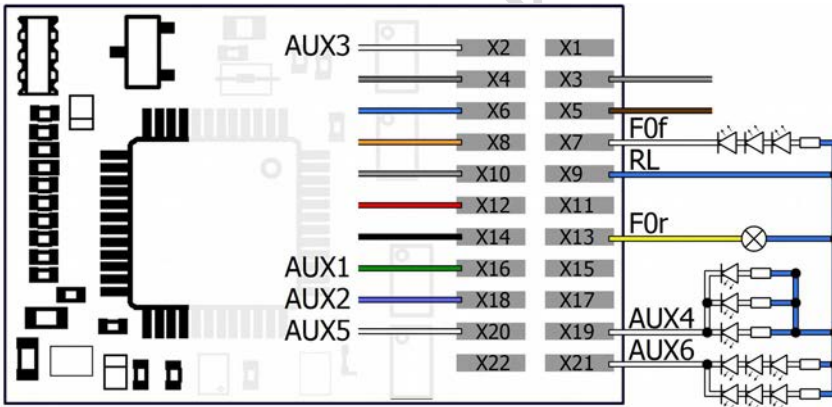 AUX3 X2 X1
X4 X3
X6 X5
X8 X7 F0f
X10 X9 RL
X12 X11
X14 X13 F0r
AUX1 X16 X15
AUX2 X18 X17
AUX5 X20 X19 AUX4
X22 X21 AUX6